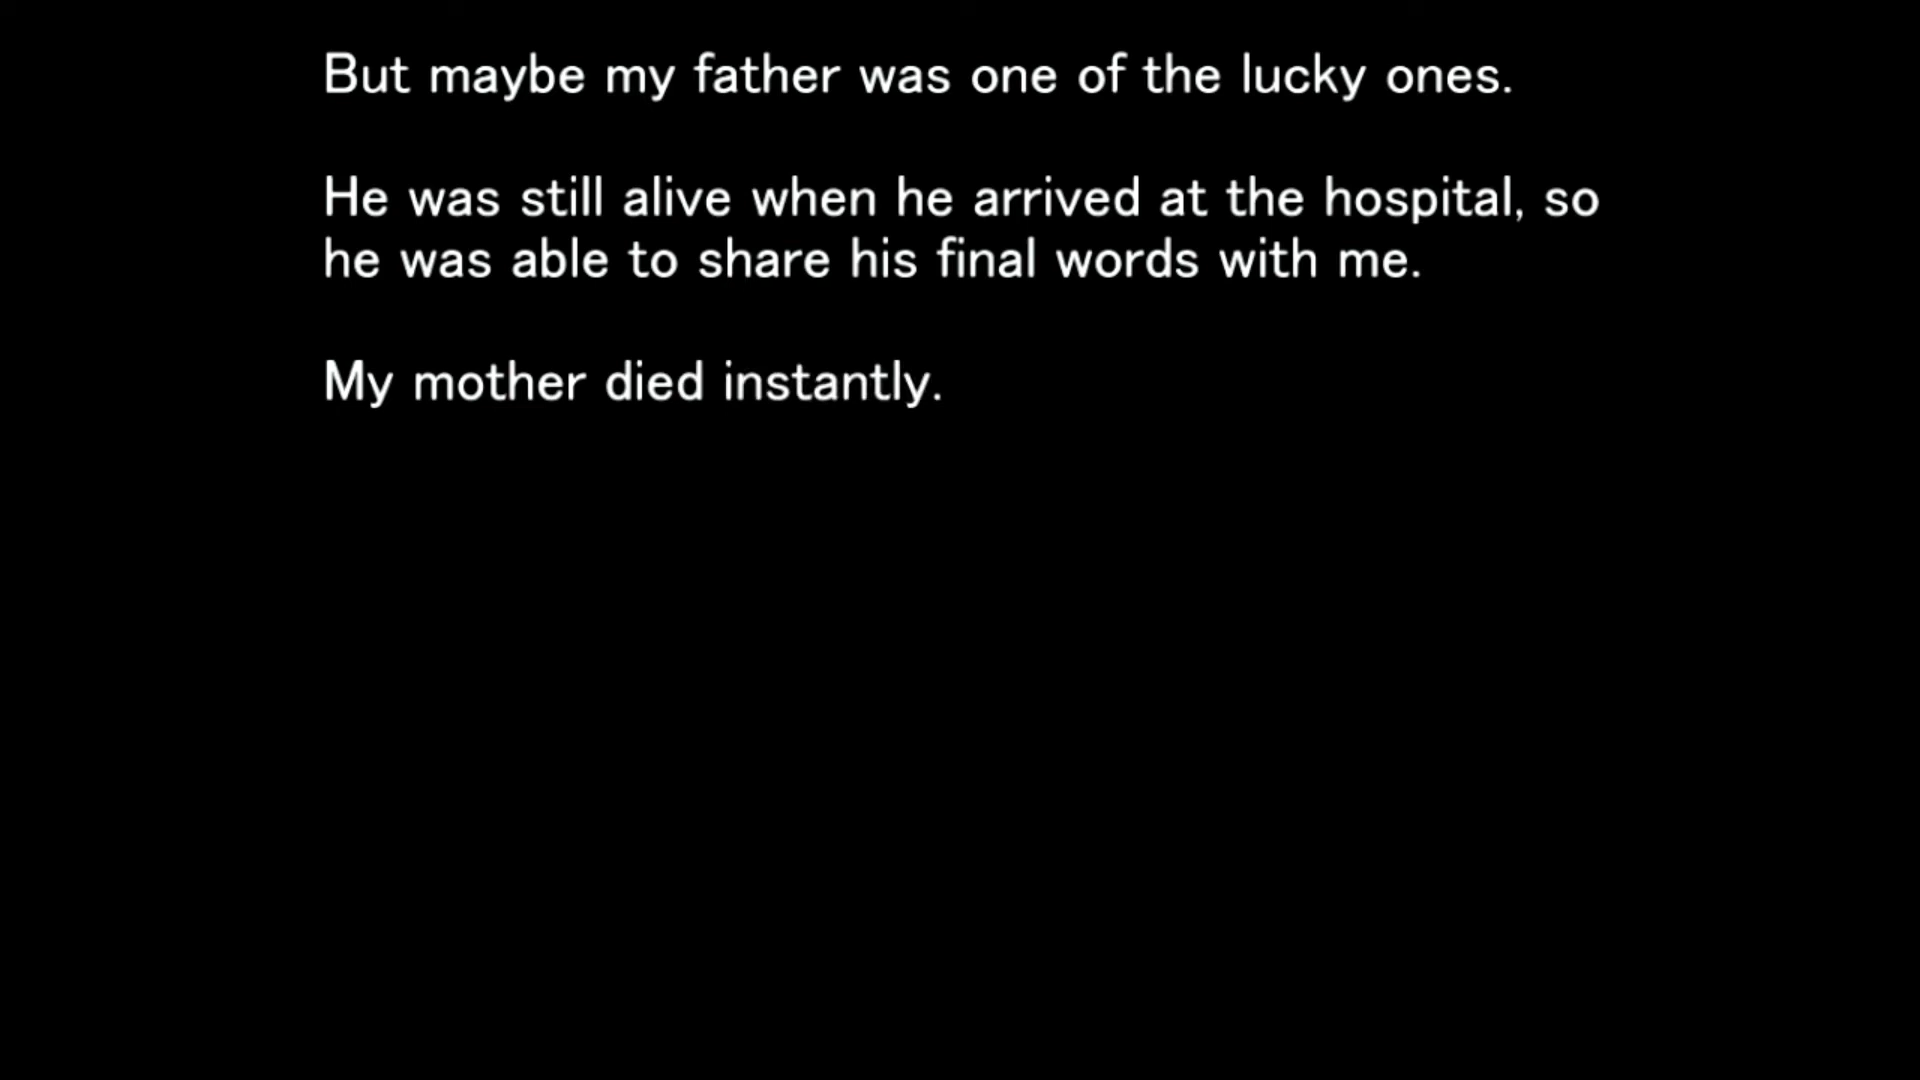 But maybe my father was one of the lucky ones.
He was still alive when he arrived at the hospital, so
he was able to share his final words with me.
My mother died instantly.